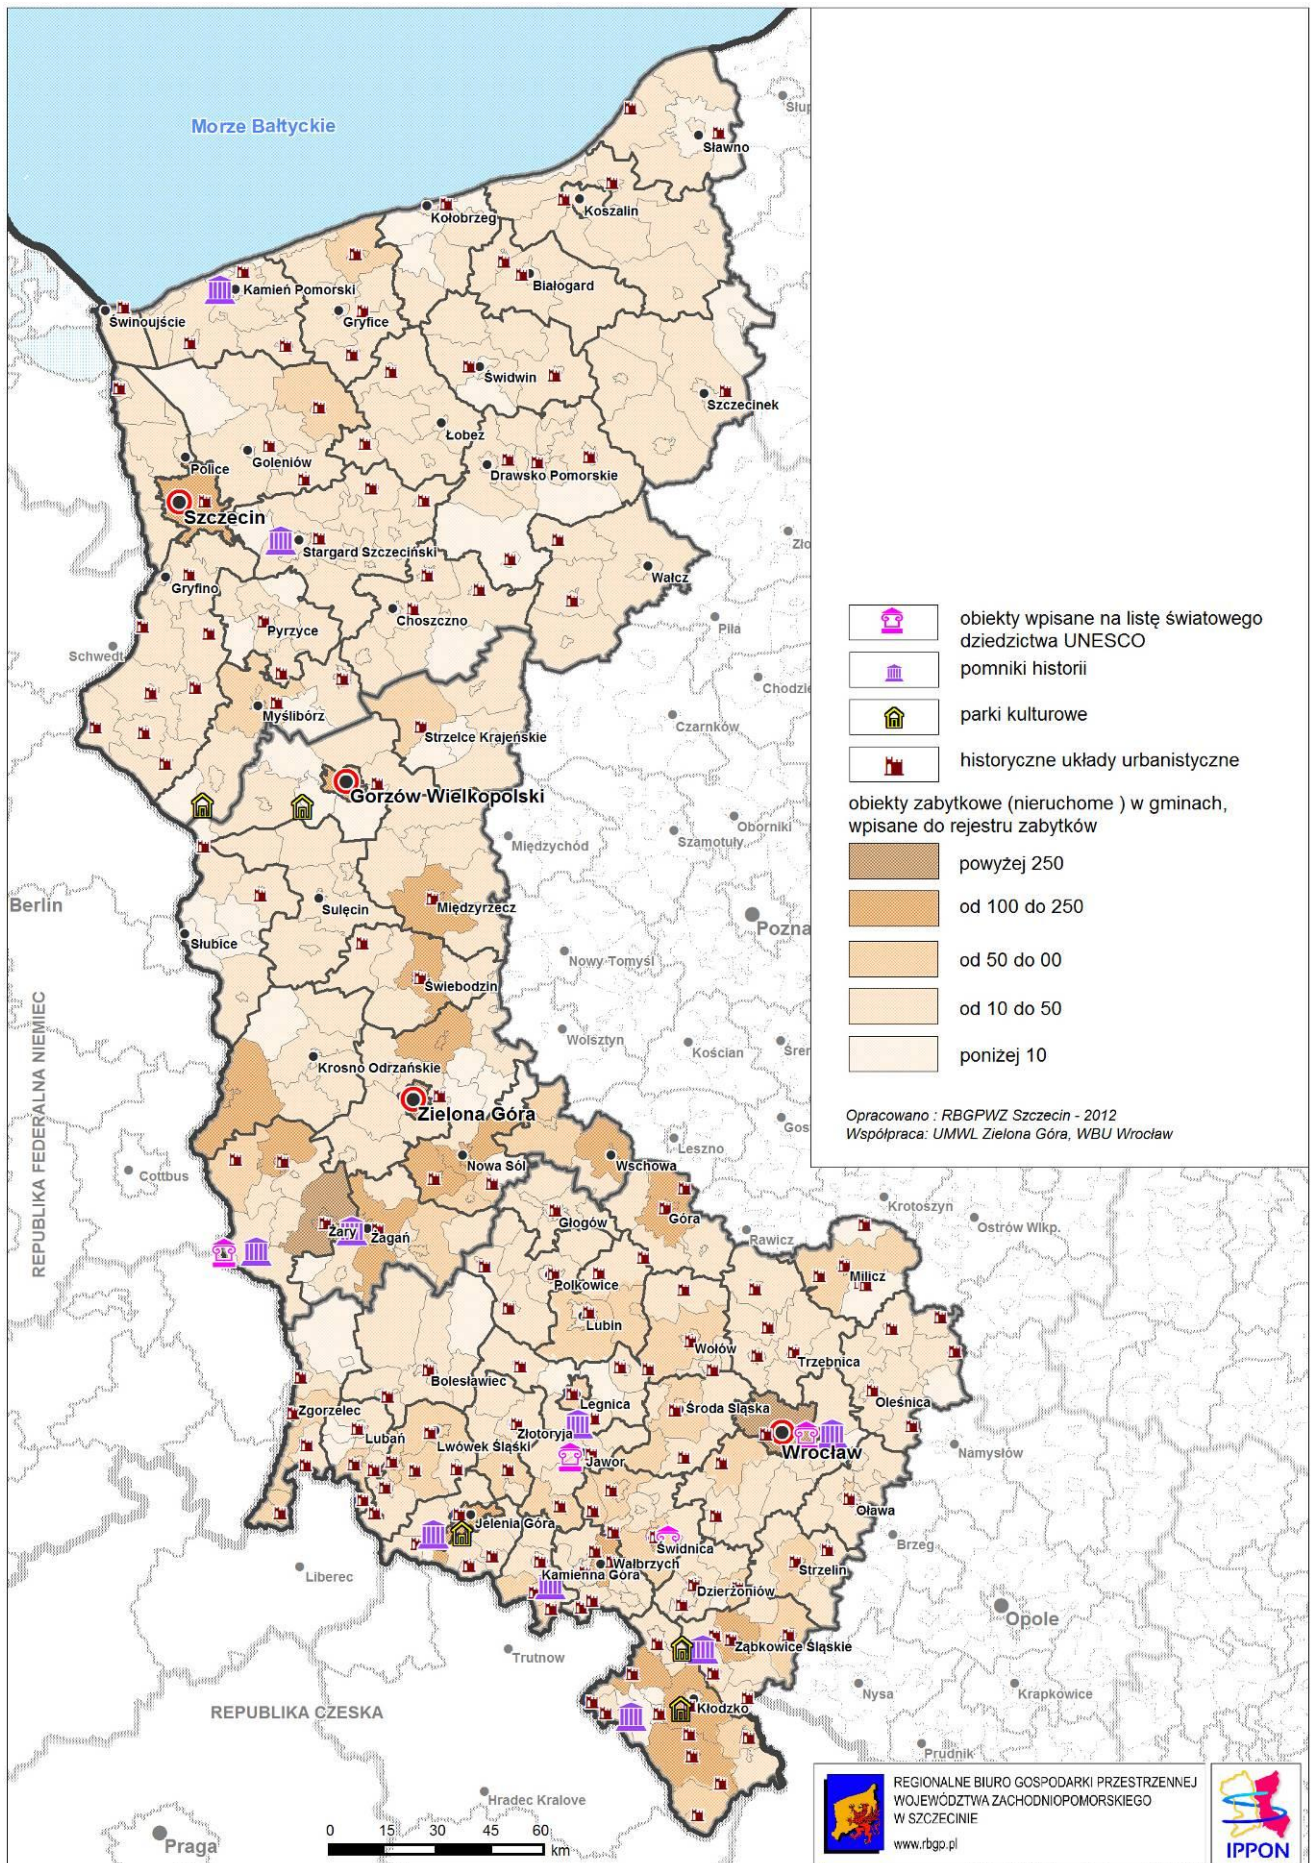 Morze Bałtyckie
Sławno
Kołobrzeg
Koszalin
Białogard
Kamień Pomorski
Gryfice
Świnoujście
Świdwin
Szczecinek
Łobez
Police
Goleniów
Drawsko Pomorskie
Szczecin
Stargard Szczeciński
Wałcz
Gryfino
Choszczno
Pyrzyce
Piła
Schwedt
Myślibórz
Czarnków
Strzelce Krajeńskie
Gorzów Wielkopolski
Międzychód
Szamotuły
Oborniki
Berlin
Sulęcin
Międzyrzecz
Słubice
Nowy Tomyśl
Świebodzin
REPUBLIKA FEDERALNA NIEMIEC
Wolsztyn
Kościan
Krosno Odrzańskie
Zielona Góra
Leszno
Cottbus
Nowa Sól
Wschowa
Głogów
Góra
Rawicz
Krotoszyn
Ostrów Wlkp.
Żary
Żagań
Polkowice
Milicz
Lubin
Wołów
Trzebnica
Bolesławiec
Legnica
Oleśnica
Zgorzelec
Środa Śląska
Lubań
Złotoryja
Lwówek Śląski
Jawor
Wrocław
Namysłów
Jelenia Góra
Oława
Świdnica
Brzeg
Liberec
Wałbrzych
Kamienna Góra
Strzelin
Dzierżoniów
Opole
Trutnow
Ząbkowice Śląskie
Nysa
Krapkowice
Kłodzko
REPUBLIKA CZESKA
Prudnik
Hradec Kralove
Praga
0 15 30 45 60
km
obiekty wpisane na listę światowego
dziedzictwa UNESCO
pomniki historii
parki kulturowe
historyczne układy urbanistyczne
obiekty zabytkowe (nieruchome ) w gminach,
wpisane do rejestru zabytków
powyżej 250
od 100 do 250
od 50 do 00
od 10 do 50
poniżej 10
Opracowano : RBGPWZ Szczecin - 2012
Współpraca: UMWL Zielona Góra, WBU Wrocław
REGIONALNE BIURO GOSPODARKI PRZESTRZENNEJ
WOJEWÓDZTWA ZACHODNIOPOMORSKIEGO
W SZCZECINIE
www.rbgp.pl
IPPON